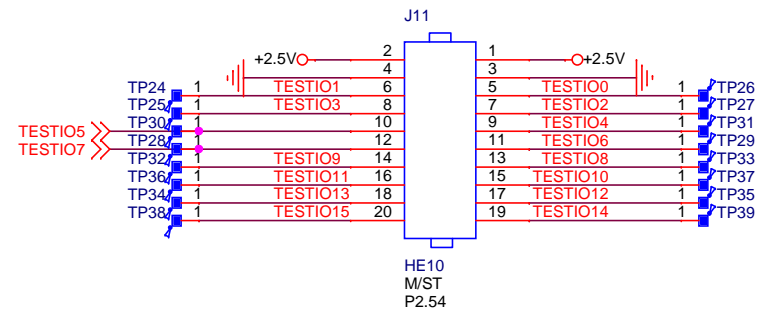 J11
+2.5V 2 1 +2.5V
4 3
TP24 1 TESTIO1 6 5 TESTIO0 1 TP26
TP25 1 TESTIO3 8 7 TESTIO2 1 TP27
TESTIO5 TP30 1 10 9 TESTIO4 1 TP31
TESTIO7 TP28 1 12 11 TESTIO6 1 TP29
TP32 1 TESTIO9 14 13 TESTIO8 1 TP33
TP36 1 TESTIO11 16 15 TESTIO10 1 TP37
TP34 1 TESTIO13 18 17 TESTIO12 1 TP35
TP38 1 TESTIO15 20 19 TESTIO14 1 TP39
HE10
M/ST
P2.54